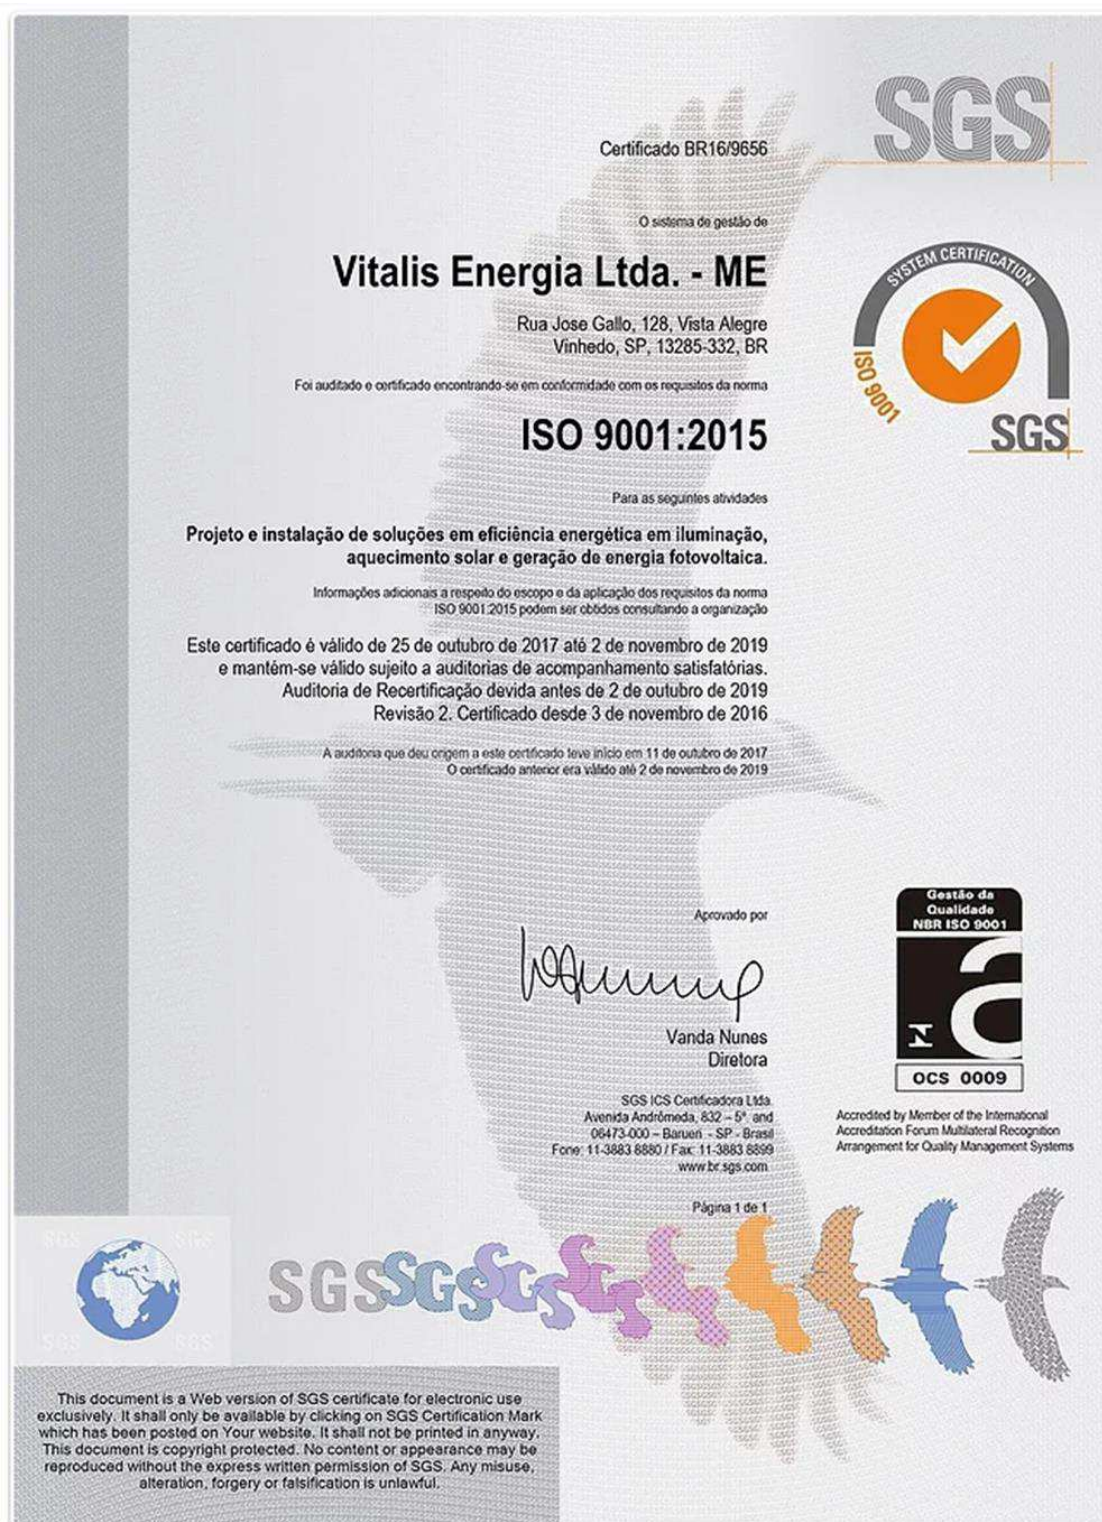 SGS
Certificado BR16/9656
O sistema de gestão de
Vitalis Energia Ltda. - ME
Rua Jose Gallo, 128, Vista Alegre
Vinhedo, SP, 13285-332, BR
Foi auditado e certificado encontrando-se em conformidade com os requisitos da norma
SYSTEM CERTIFICATION
ISO 9001
SGS
ISO 9001:2015
Para as seguintes atividades
Projeto e instalação de soluções em eficiência energética em iluminação,
aquecimento solar e geração de energia fotovoltaica.
Informações adicionais a respeito do escopo e da aplicação dos requisitos da norma
ISO 9001:2015 podem ser obtidos consultando a organização
Este certificado é válido de 25 de outubro de 2017 até 2 de novembro de 2019
e mantém-se válido sujeito a auditorias de acompanhamento satisfatórias.
Auditoria de Recertificação devida antes de 2 de outubro de 2019
Revisão 2. Certificado desde 3 de novembro de 2016
A auditoria que deu origem a este certificado teve início em 11 de outubro de 2017
O certificado anterior era válido até 2 de novembro de 2019
Aprovado por
Vanda Nunes
Diretora
SGS ICS Certificadora Ltda.
Avenida Andrômeda, 832 – 5º. and
06473-000 – Barueri - SP - Brasil
Fone: 11-3883 8880 / Fax: 11-3883 8899
www.br.sgs.com
Página 1 de 1
Gestão da
Qualidade
NBR ISO 9001
OCS 0009
Accredited by Member of the International
Accreditation Forum Multilateral Recognition
Arrangement for Quality Management Systems
SGS SGS
SGS SGS
SGSSGSSGSSGS
This document is a Web version of SGS certificate for electronic use
exclusively. It shall only be available by clicking on SGS Certification Mark
which has been posted on Your website. It shall not be printed in anyway.
This document is copyright protected. No content or appearance may be
reproduced without the express written permission of SGS. Any misuse,
alteration, forgery or falsification is unlawful.